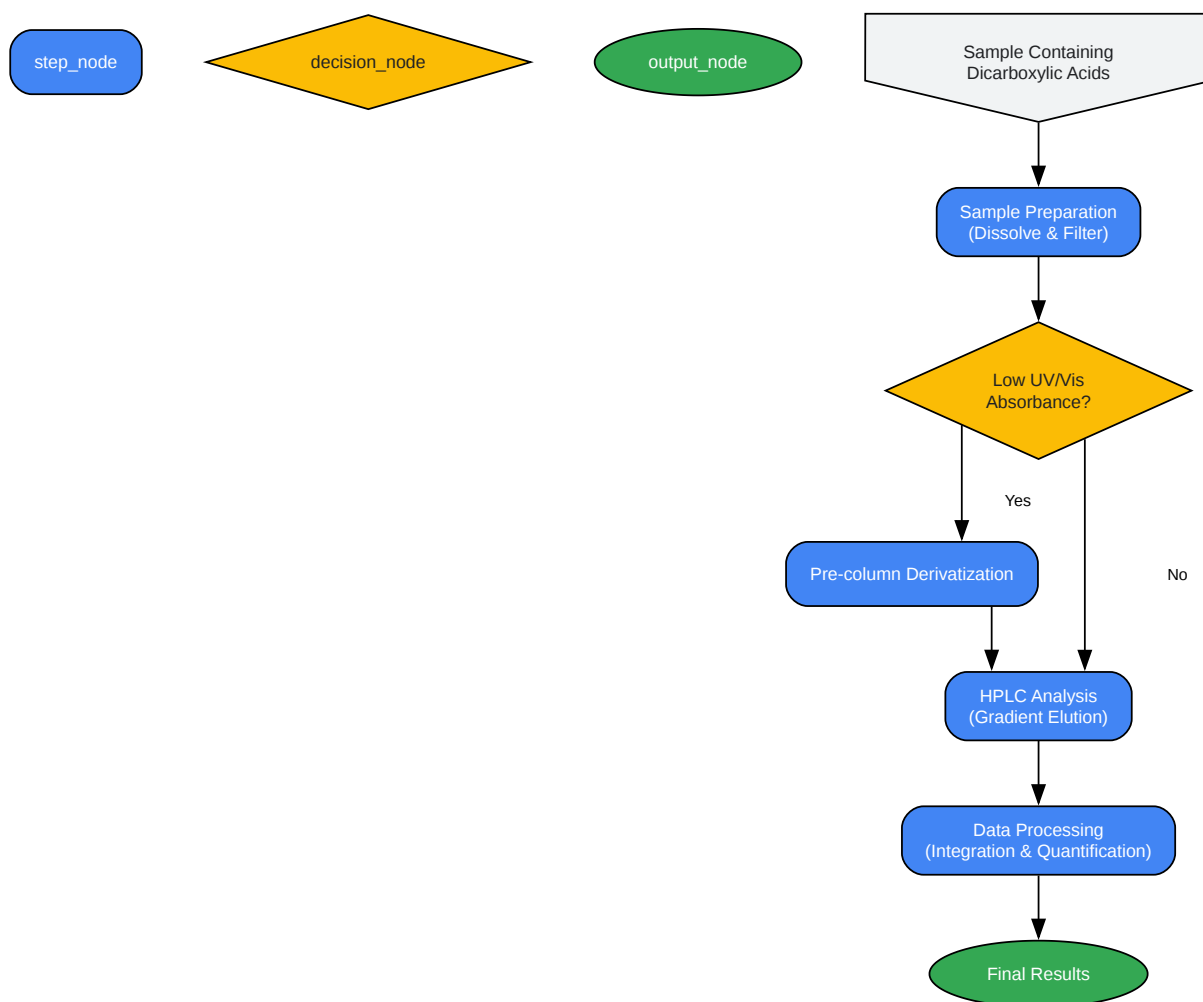 step_node
decision_node
output_node
Sample Containing
Dicarboxylic Acids
Sample Preparation
(Dissolve & Filter)
Low UV/Vis
Absorbance?
Yes
No
Pre-column Derivatization
HPLC Analysis
(Gradient Elution)
Data Processing
(Integration & Quantification)
Final Results